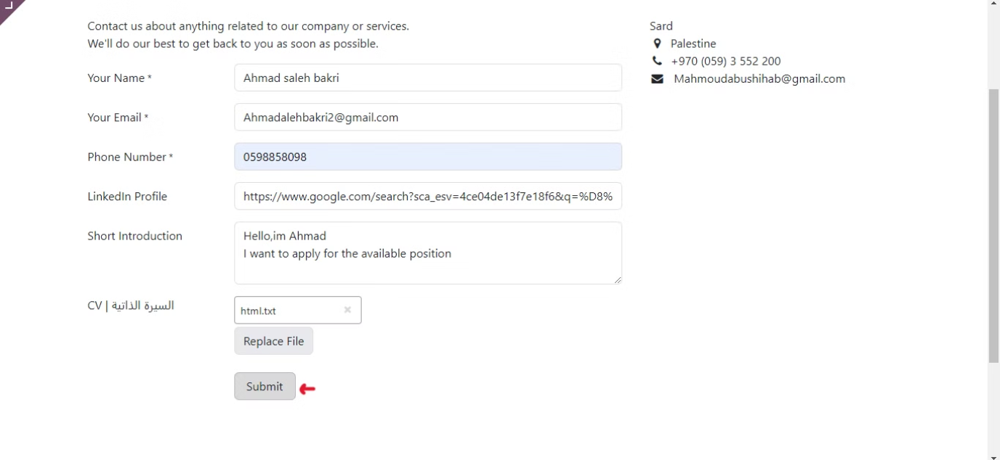 Contact us about anything related to our company or services.
We'll do our best to get back to you as soon as possible.
Your Name *
Ahmad saleh bakri
Your Email *
Ahmadalehbakri2@gmail.com
Phone Number *
0598858098
LinkedIn Profile
https://www.google.com/search?sca_esv=4ce04de13f7e18f6&q=%D8%
Short Introduction
Hello,im Ahmad
I want to apply for the available position
CV | السيرة الذاتية
html.txt
Replace File
Submit
Sard
Palestine
+970 (059) 3 552 200
Mahmoudabushihab@gmail.com